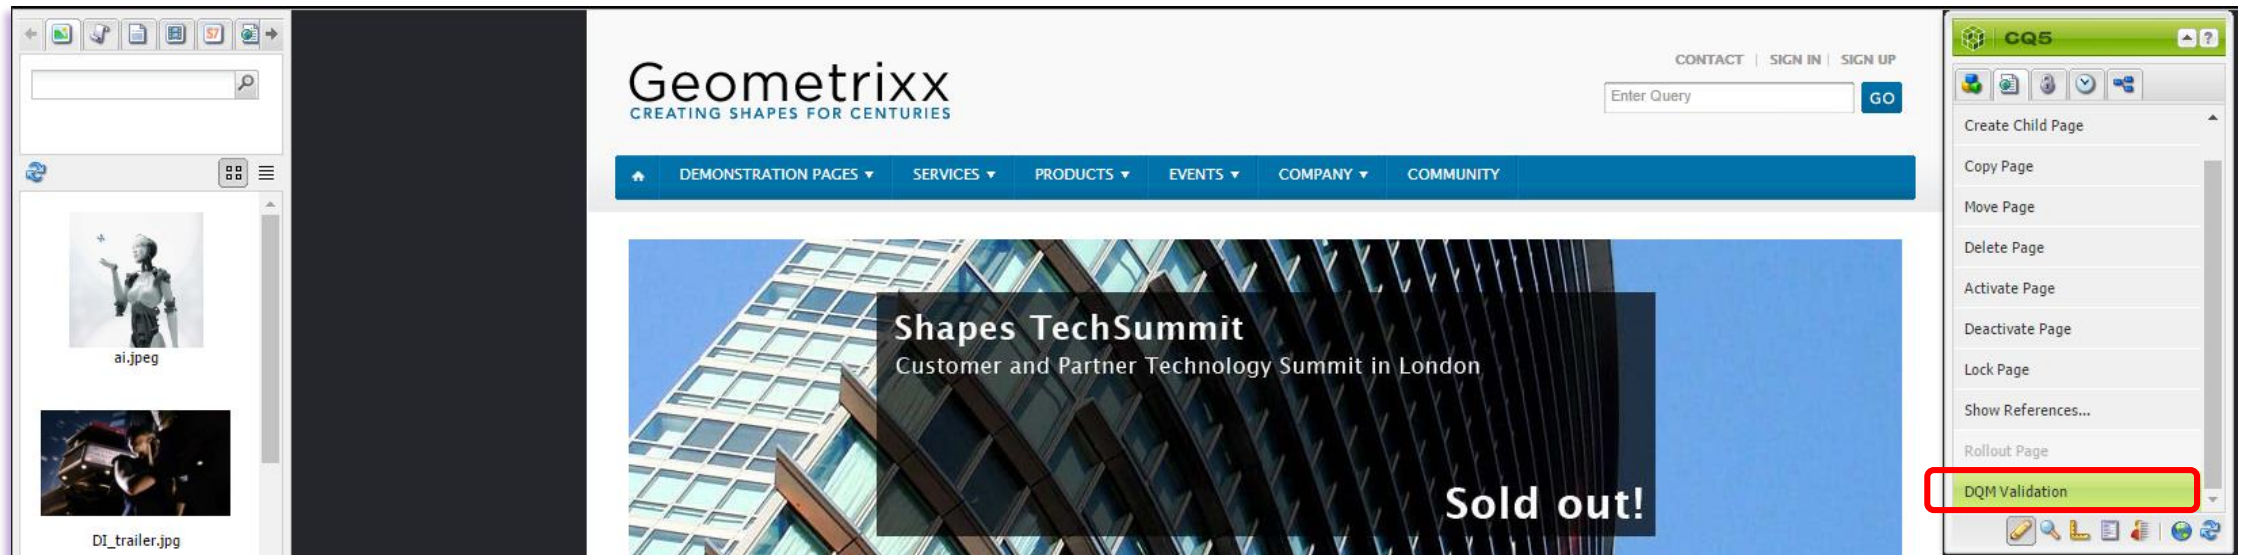 S7
ai.jpeg
DI_trailer.jpg
Geometrixx
CREATING SHAPES FOR CENTURIES
CONTACT | SIGN IN | SIGN UP
Enter Query
GO
DEMONSTRATION PAGES
SERVICES
PRODUCTS
EVENTS
COMPANY
COMMUNITY
Shapes TechSummit
Customer and Partner Technology Summit in London
Sold out!
CQ5
?
Create Child Page
Copy Page
Move Page
Delete Page
Activate Page
Deactivate Page
Lock Page
Show References...
Rollout Page
DQM Validation